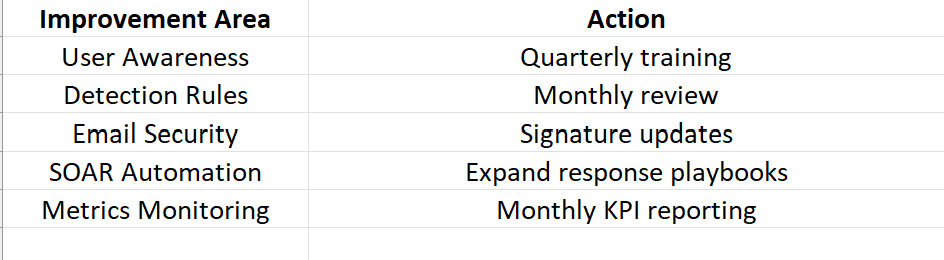 Improvement Area Action
User Awareness Quarterly training
Detection Rules Monthly review
Email Security Signature updates
SOAR Automation Expand response playbooks
Metrics Monitoring Monthly KPI reporting